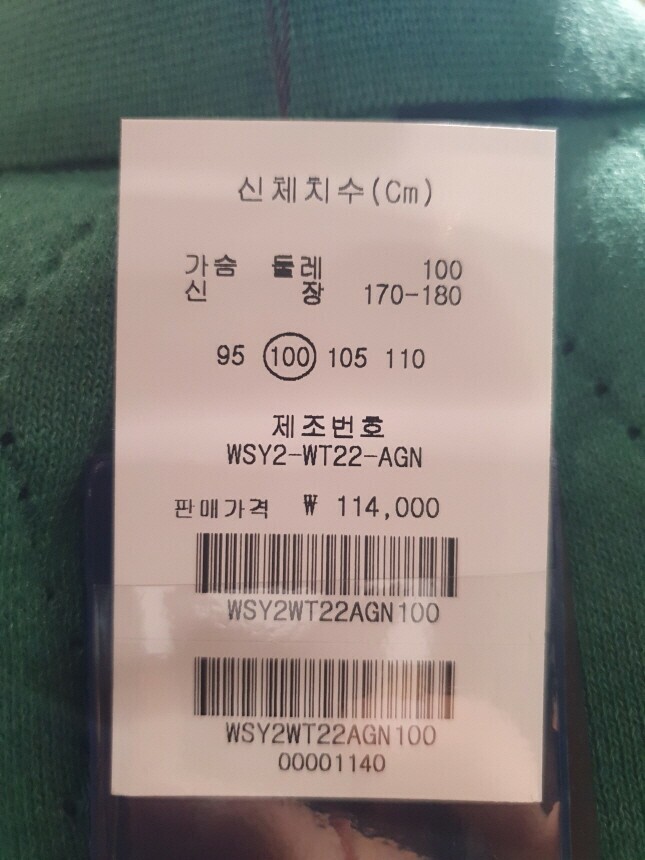 신체치수(Cm)
가슴 둘레 100
신 장 170-180
95 100 105 110
제조번호
WSY2-WT22-AGN
판매가격 ₩ 114,000
WSY2WT22AGN100
WSY2WT22AGN100
00001140